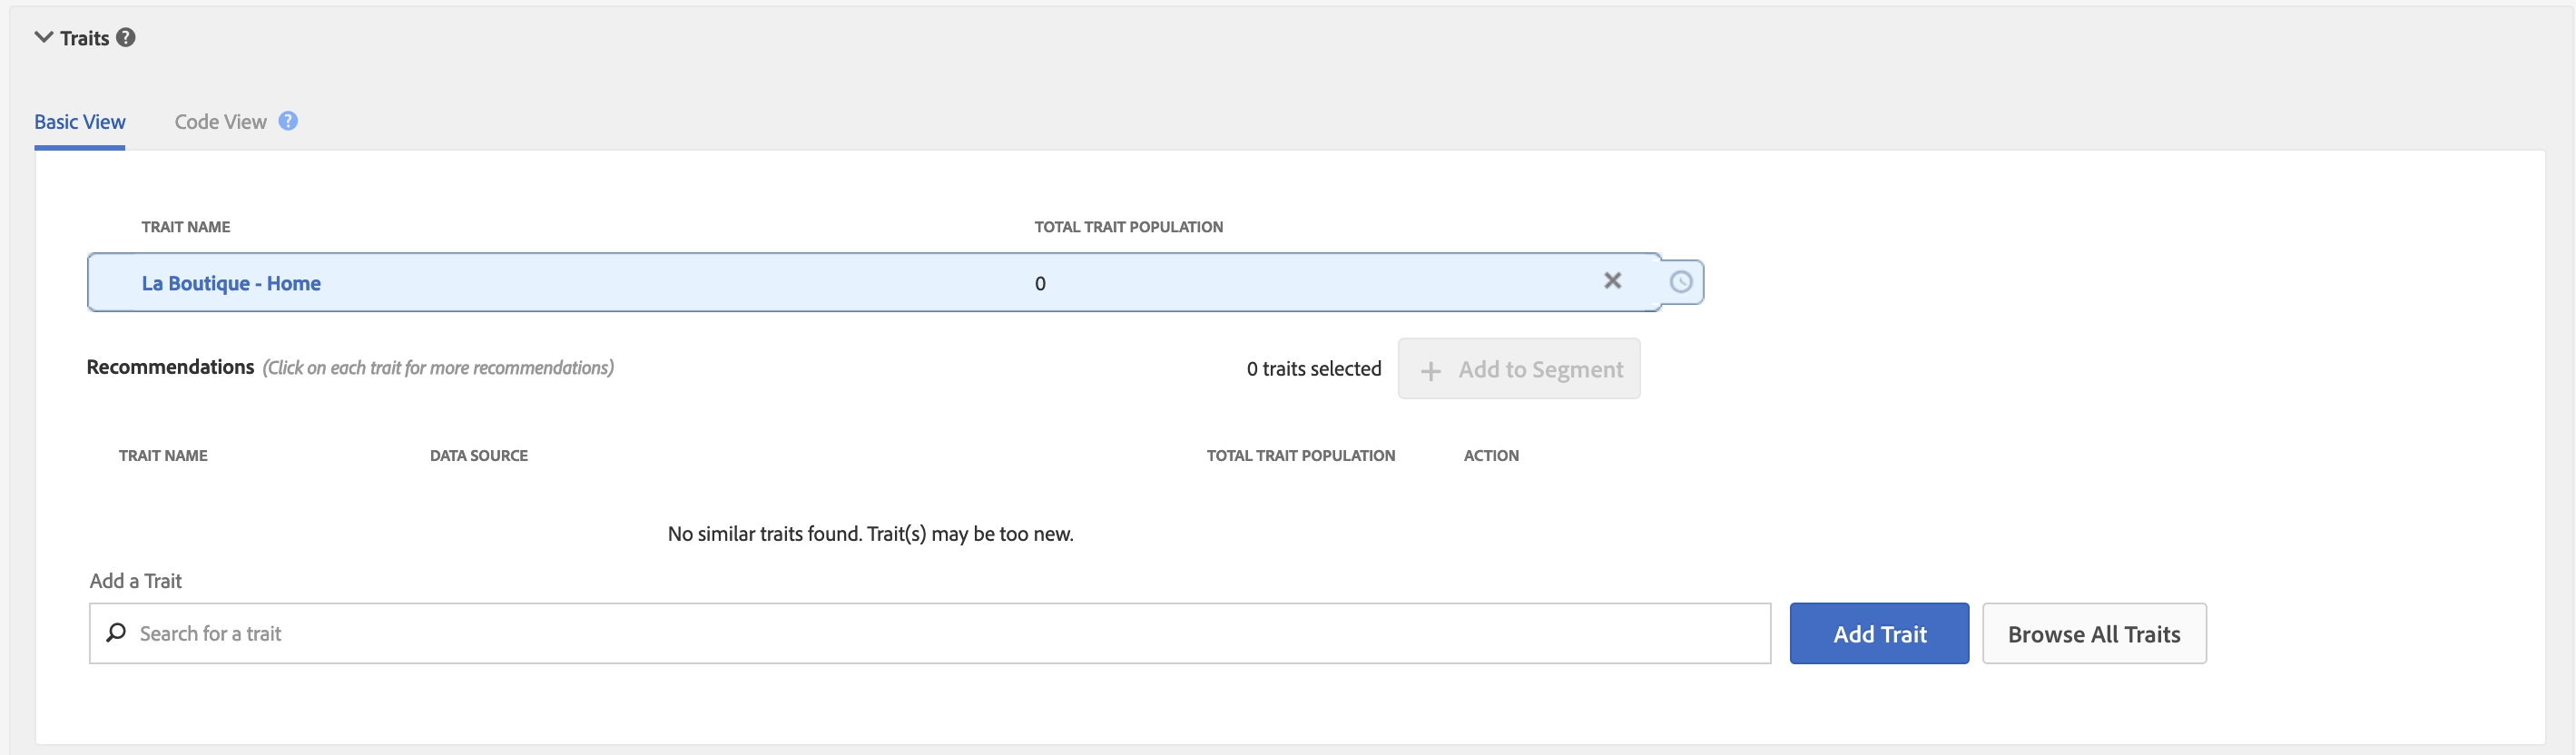 Traits ?
Basic View Code View ?
TRAIT NAME TOTAL TRAIT POPULATION
La Boutique - Home 0
Recommendations (Click on each trait for more recommendations) 0 traits selected + Add to Segment
TRAIT NAME DATA SOURCE TOTAL TRAIT POPULATION ACTION
No similar traits found. Trait(s) may be too new.
Add a Trait
Search for a trait Add Trait Browse All Traits